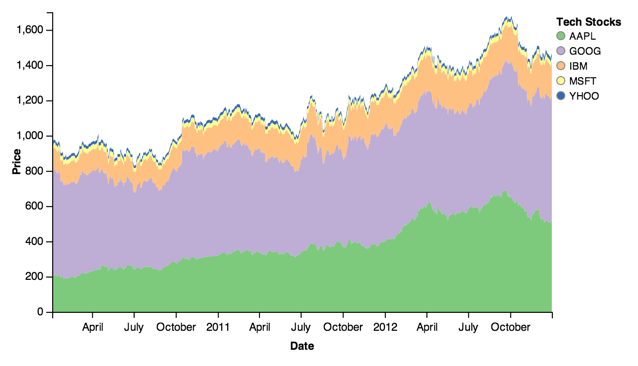 Tech Stocks
AAPL
GOOG
IBM
MSFT
YHOO
Price
1,600
1,400
1,200
1,000
800
600
400
200
0
April July October 2011 April July October 2012 April July October
Date